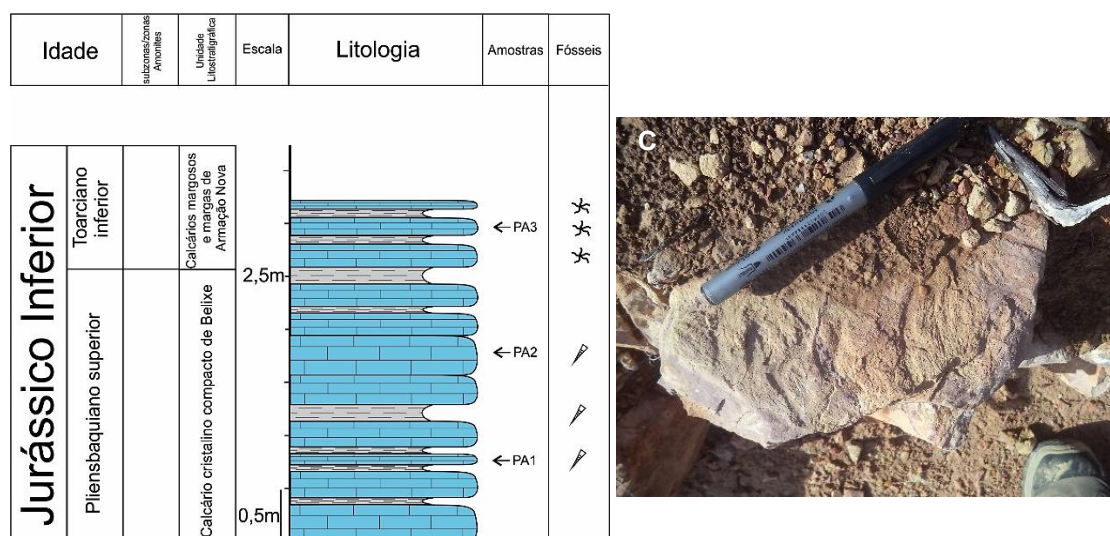 Idade
subzonas/zonas
Amonites
Unidade
Litostratigráfica
Escala
Litologia
Amostras
Fósseis
Jurássico Inferior
Toarciano
inferior
Calcários margosos
e margas de
Armação Nova
PA3
2,5m
Pliensbaquiano superior
Calcário cristalino compacto de Belixe
PA2
PA1
0,5m
C